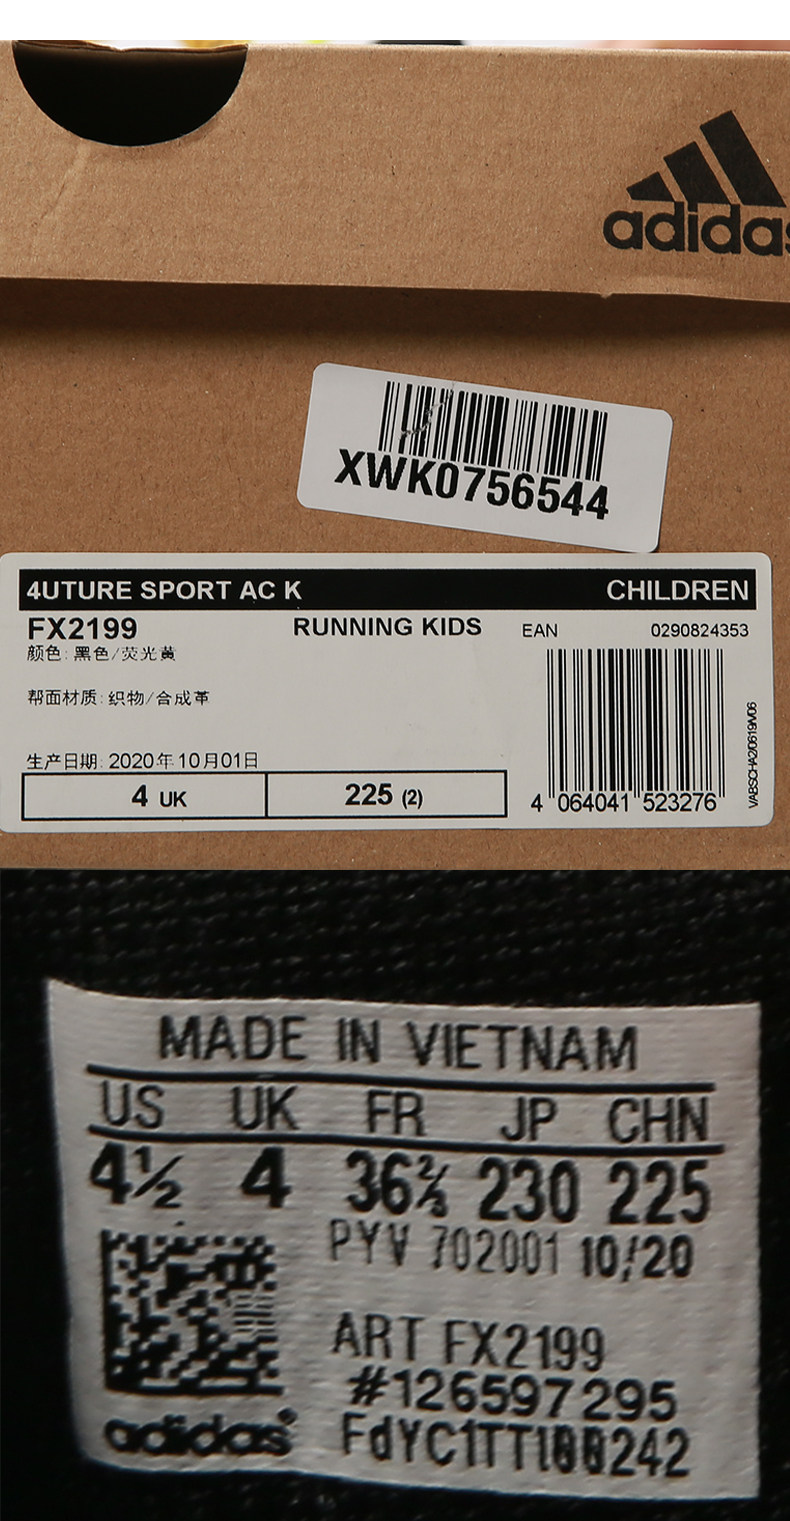 adidas
XWK0756544
4UTURE SPORT AC K CHILDREN
FX2199 RUNNING KIDS EAN 0290824353
颜色: 黑色/荧光黄
帮面材质: 织物/合成革
生产日期: 2020年10月01日
4 UK 225 (2)
4 064041 523276
MADE IN VIETNAM
US UK FR JP CHN
4½ 4 36⅔ 230 225
PYV 702001 10/20
ART FX2199
#126597295
adidas